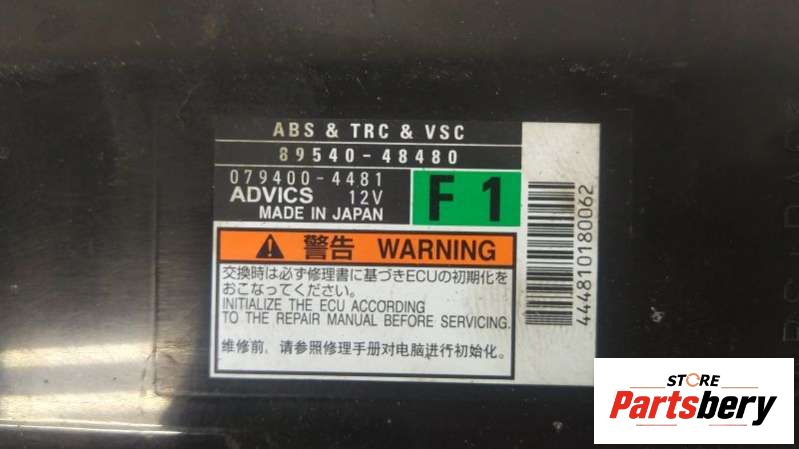 ABS & TRC & VSC
89540-48480
079400-4481
ADVICS 12V
MADE IN JAPAN
F 1
警告 WARNING
交換時は必ず修理書に基づきECUの初期化を
おこなってください。
INITIALIZE THE ECU ACCORDING
TO THE REPAIR MANUAL BEFORE SERVICING.
维修前，请参照修理手册对电脑进行初始化。
444810180062
STORE
Partsbery